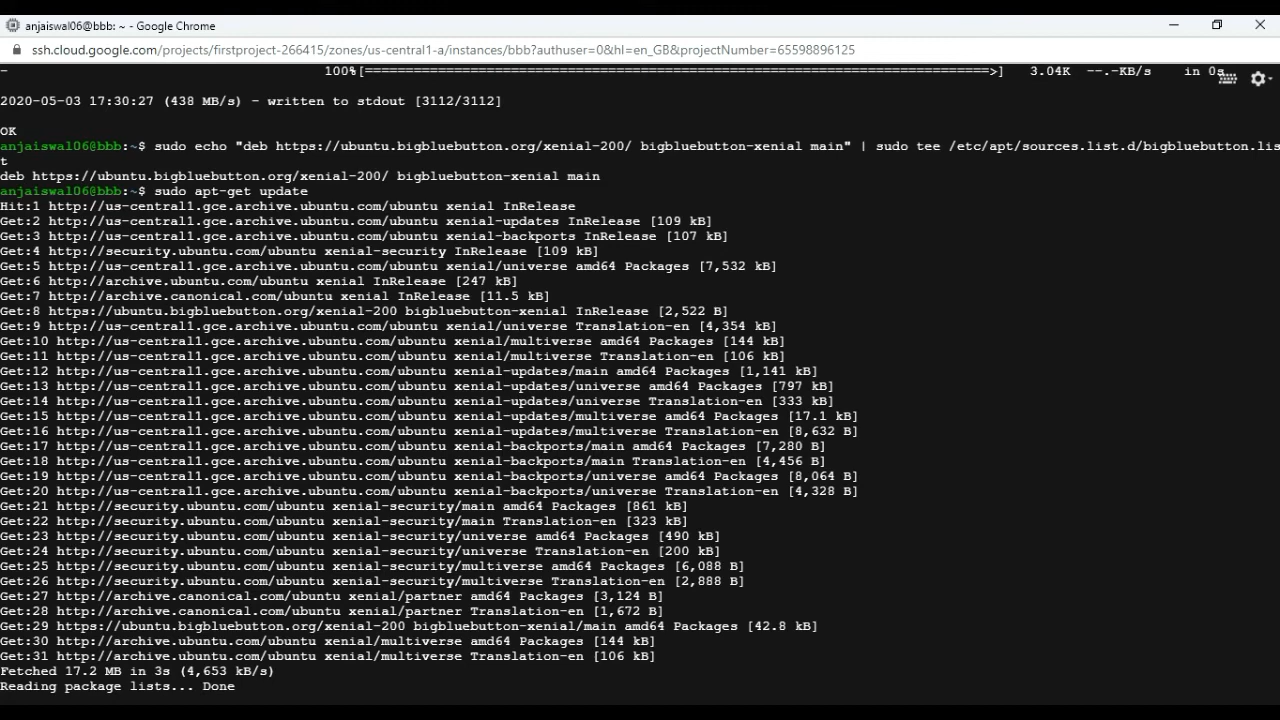 anjaiswal06@bbb: ~ - Google Chrome
ssh.cloud.google.com/projects/firstproject-266415/zones/us-central1-a/instances/bbb?authuser=0&hl=en_GB&projectNumber=65598896125
- 100%[=============================================================================>] 3.04K --.-KB/s in 0s
2020-05-03 17:30:27 (438 MB/s) - written to stdout [3112/3112]
OK
anjaiswal06@bbb:~$ sudo echo "deb https://ubuntu.bigbluebutton.org/xenial-200/ bigbluebutton-xenial main" | sudo tee /etc/apt/sources.list.d/bigbluebutton.lis
t
deb https://ubuntu.bigbluebutton.org/xenial-200/ bigbluebutton-xenial main
anjaiswal06@bbb:~$ sudo apt-get update
Hit:1 http://us-central1.gce.archive.ubuntu.com/ubuntu xenial InRelease
Get:2 http://us-central1.gce.archive.ubuntu.com/ubuntu xenial-updates InRelease [109 kB]
Get:3 http://us-central1.gce.archive.ubuntu.com/ubuntu xenial-backports InRelease [107 kB]
Get:4 http://security.ubuntu.com/ubuntu xenial-security InRelease [109 kB]
Get:5 http://us-central1.gce.archive.ubuntu.com/ubuntu xenial/universe amd64 Packages [7,532 kB]
Get:6 http://archive.ubuntu.com/ubuntu xenial InRelease [247 kB]
Get:7 http://archive.canonical.com/ubuntu xenial InRelease [11.5 kB]
Get:8 https://ubuntu.bigbluebutton.org/xenial-200 bigbluebutton-xenial InRelease [2,522 B]
Get:9 http://us-central1.gce.archive.ubuntu.com/ubuntu xenial/universe Translation-en [4,354 kB]
Get:10 http://us-central1.gce.archive.ubuntu.com/ubuntu xenial/multiverse amd64 Packages [144 kB]
Get:11 http://us-central1.gce.archive.ubuntu.com/ubuntu xenial/multiverse Translation-en [106 kB]
Get:12 http://us-central1.gce.archive.ubuntu.com/ubuntu xenial-updates/main amd64 Packages [1,141 kB]
Get:13 http://us-central1.gce.archive.ubuntu.com/ubuntu xenial-updates/universe amd64 Packages [797 kB]
Get:14 http://us-central1.gce.archive.ubuntu.com/ubuntu xenial-updates/universe Translation-en [333 kB]
Get:15 http://us-central1.gce.archive.ubuntu.com/ubuntu xenial-updates/multiverse amd64 Packages [17.1 kB]
Get:16 http://us-central1.gce.archive.ubuntu.com/ubuntu xenial-updates/multiverse Translation-en [8,632 B]
Get:17 http://us-central1.gce.archive.ubuntu.com/ubuntu xenial-backports/main amd64 Packages [7,280 B]
Get:18 http://us-central1.gce.archive.ubuntu.com/ubuntu xenial-backports/main Translation-en [4,456 B]
Get:19 http://us-central1.gce.archive.ubuntu.com/ubuntu xenial-backports/universe amd64 Packages [8,064 B]
Get:20 http://us-central1.gce.archive.ubuntu.com/ubuntu xenial-backports/universe Translation-en [4,328 B]
Get:21 http://security.ubuntu.com/ubuntu xenial-security/main amd64 Packages [861 kB]
Get:22 http://security.ubuntu.com/ubuntu xenial-security/main Translation-en [323 kB]
Get:23 http://security.ubuntu.com/ubuntu xenial-security/universe amd64 Packages [490 kB]
Get:24 http://security.ubuntu.com/ubuntu xenial-security/universe Translation-en [200 kB]
Get:25 http://security.ubuntu.com/ubuntu xenial-security/multiverse amd64 Packages [6,088 B]
Get:26 http://security.ubuntu.com/ubuntu xenial-security/multiverse Translation-en [2,888 B]
Get:27 http://archive.canonical.com/ubuntu xenial/partner amd64 Packages [3,124 B]
Get:28 http://archive.canonical.com/ubuntu xenial/partner Translation-en [1,672 B]
Get:29 https://ubuntu.bigbluebutton.org/xenial-200 bigbluebutton-xenial/main amd64 Packages [42.8 kB]
Get:30 http://archive.ubuntu.com/ubuntu xenial/multiverse amd64 Packages [144 kB]
Get:31 http://archive.ubuntu.com/ubuntu xenial/multiverse Translation-en [106 kB]
Fetched 17.2 MB in 3s (4,653 kB/s)
Reading package lists... Done